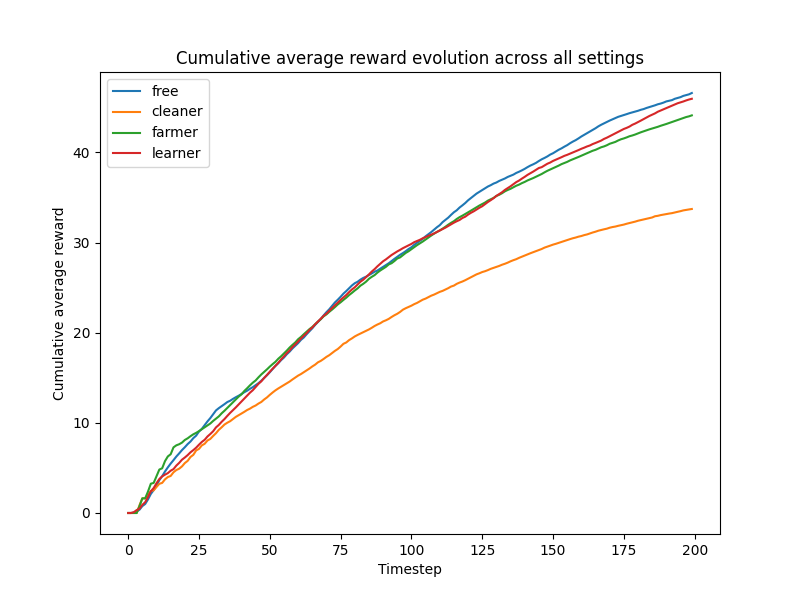 Cumulative average reward evolution across all settings
free
cleaner
farmer
learner
Cumulative average reward
40
30
20
10
0
0 25 50 75 100 125 150 175 200
Timestep